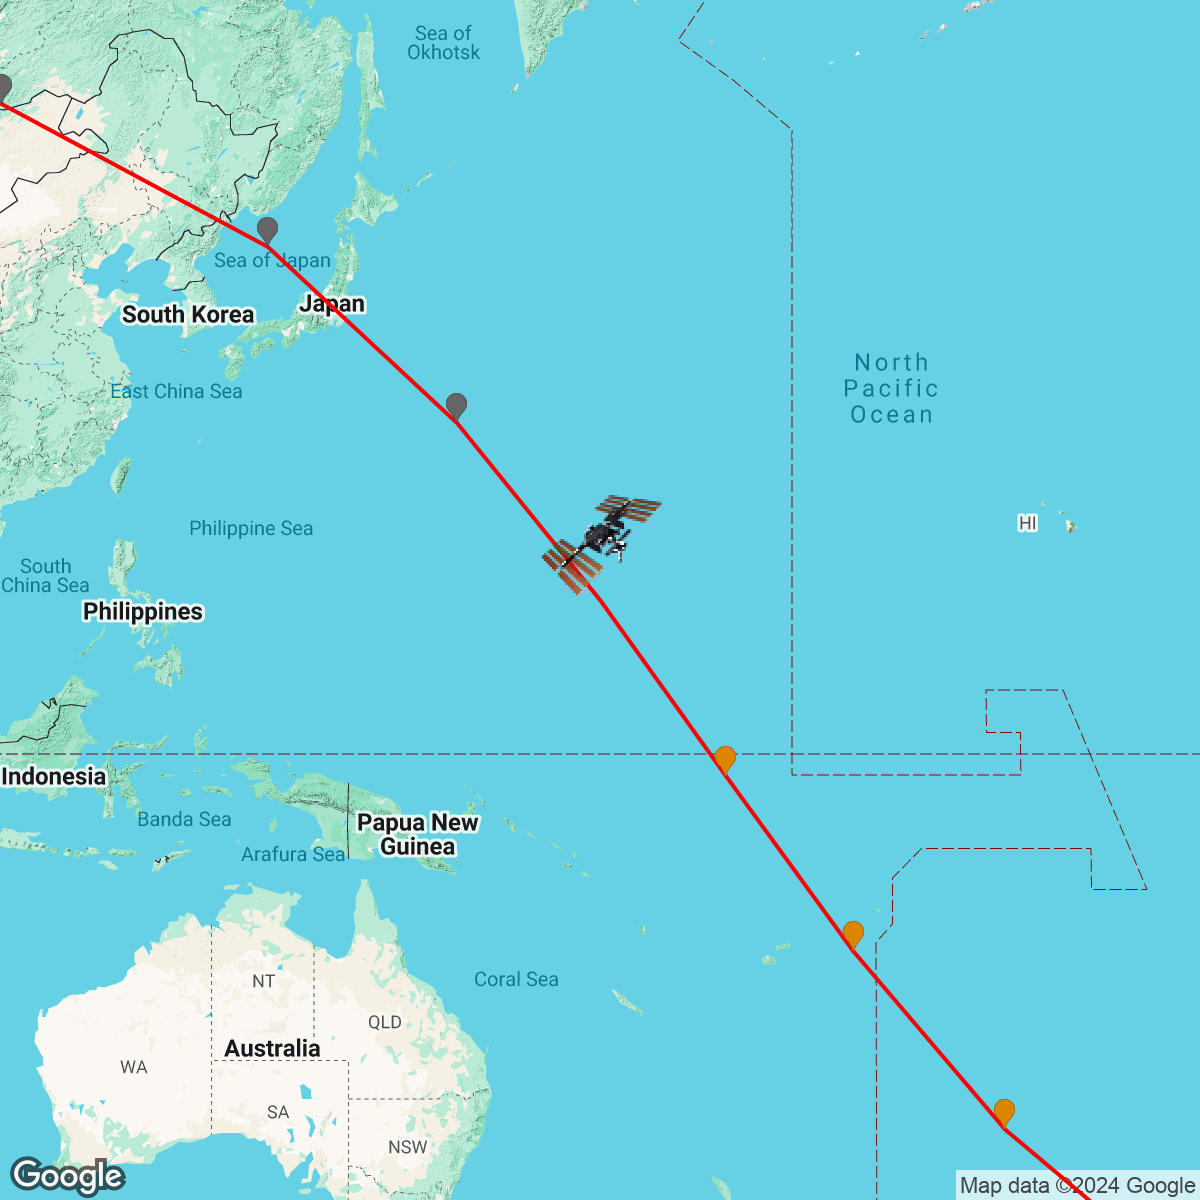 Sea of
Okhotsk
Sea of Japan
Japan
South Korea
North
Pacific
Ocean
East China Sea
Philippine Sea
HI
South
China Sea
Philippines
Indonesia
Banda Sea
Papua New
Guinea
Arafura Sea
Coral Sea
NT
QLD
Australia
WA
SA
NSW
Google
Map data ©2024 Google